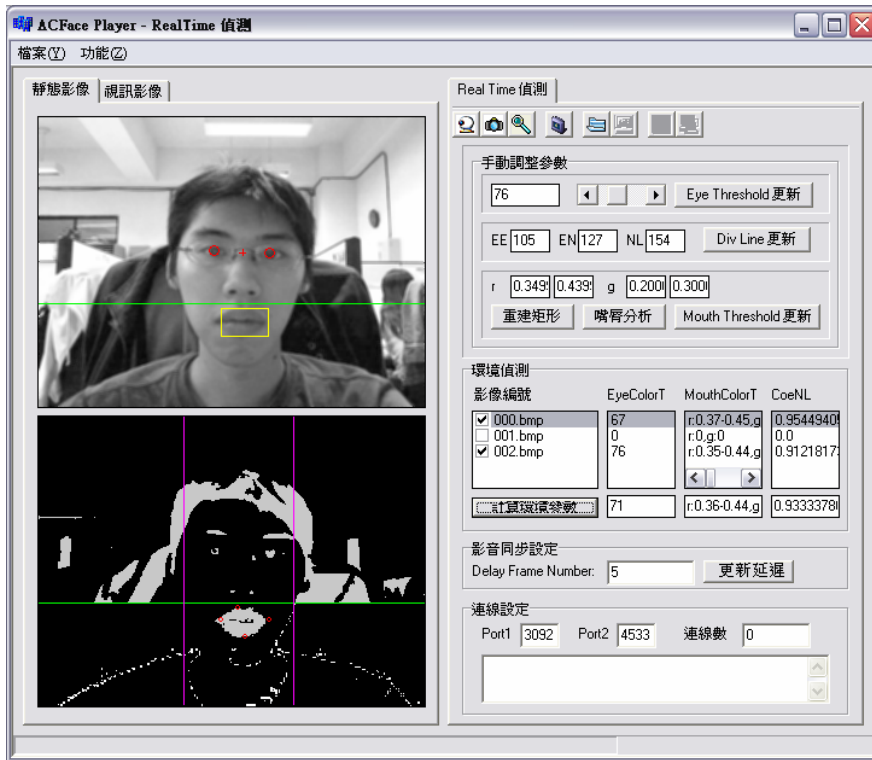 ACFace Player - RealTime 偵測
檔案(Y) 功能(Z)
靜態影像 視訊影像
Real Time 偵測
手動調整參數
76 Eye Threshold 更新
EE 105 EN 127 NL 154 Div Line 更新
r 0.349 0.439 g 0.200 0.300
重建矩形 嘴唇分析 Mouth Threshold 更新
環境偵測
影像編號 EyeColorT MouthColorT CoeNL
000.bmp 67 r:0.37-0.45,g 0.9544940
001.bmp 0 r:0,g:0 0.0
002.bmp 76 r:0.35-0.44,g 0.9121817
計算環境參數 71 r:0.36-0.44,g 0.933378
影音同步設定
Delay Frame Number: 5 更新延遲
連線設定
Port1 3092 Port2 4533 連線數 0